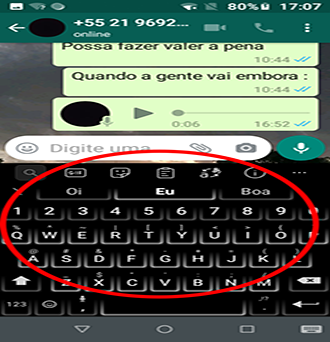 80% 17:07
+55 21 9692...
online
Possa fazer valer a pena
10:44
Quando a gente vai embora :
10:44
0:06 16:52
Digite uma
GIF
Oi Eu Boa
1 2 3 4 5 6 7 8 9
Q W E R T Y U I O
A S D F G H J K L
Z X C V B N M
123 , .